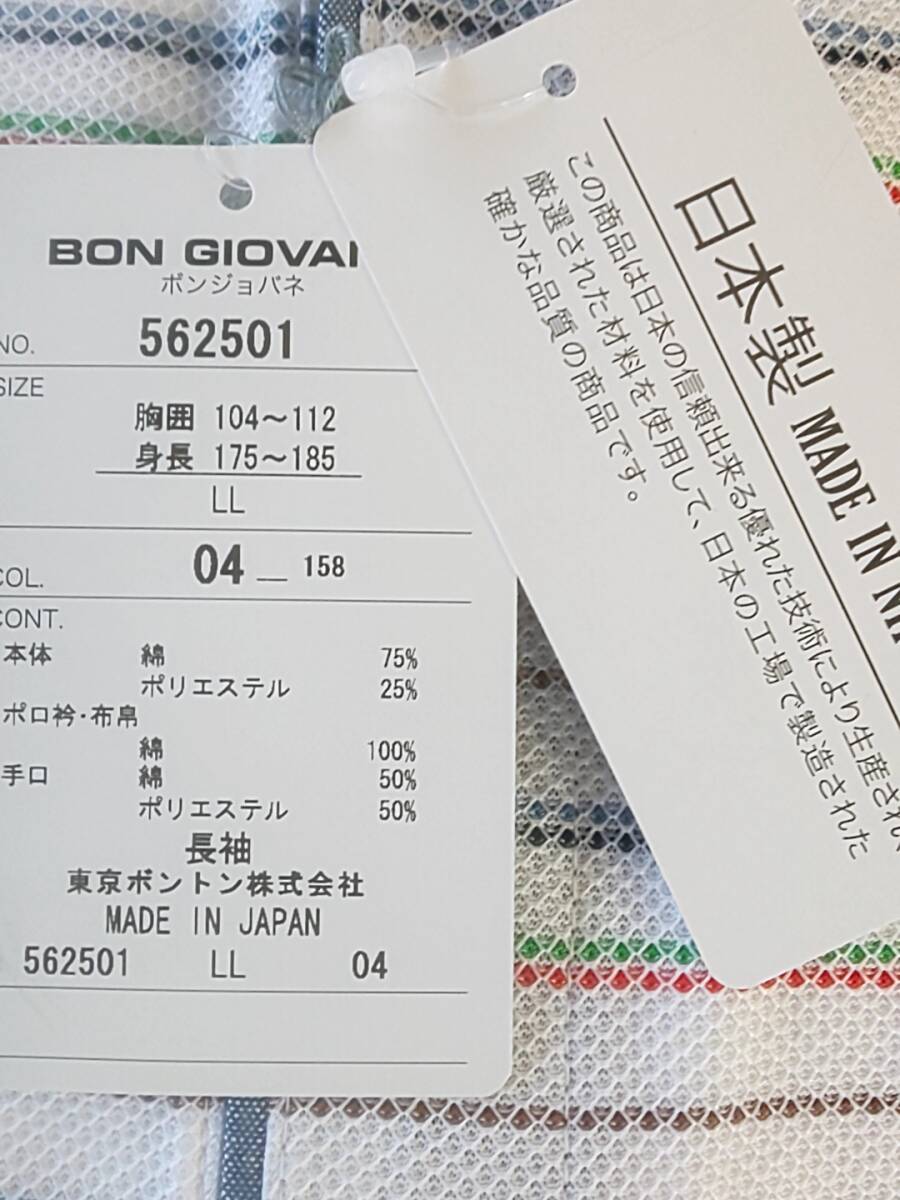 BON GIOVAN
ボンジョバネ
NO. 562501
SIZE
胸囲 104～112
身長 175～185
LL
COL. 04 — 158
CONT.
本体 綿 75%
ポリエステル 25%
ポロ衿・布帛
綿 100%
手口 綿 50%
ポリエステル 50%
長袖
東京ボントン株式会社
MADE IN JAPAN
562501 LL 04
日本製 MADE IN
この商品は日本の信頼出来る優れた技術により生産され、
厳選された材料を使用して、日本の工場で製造された
確かな品質の商品です。